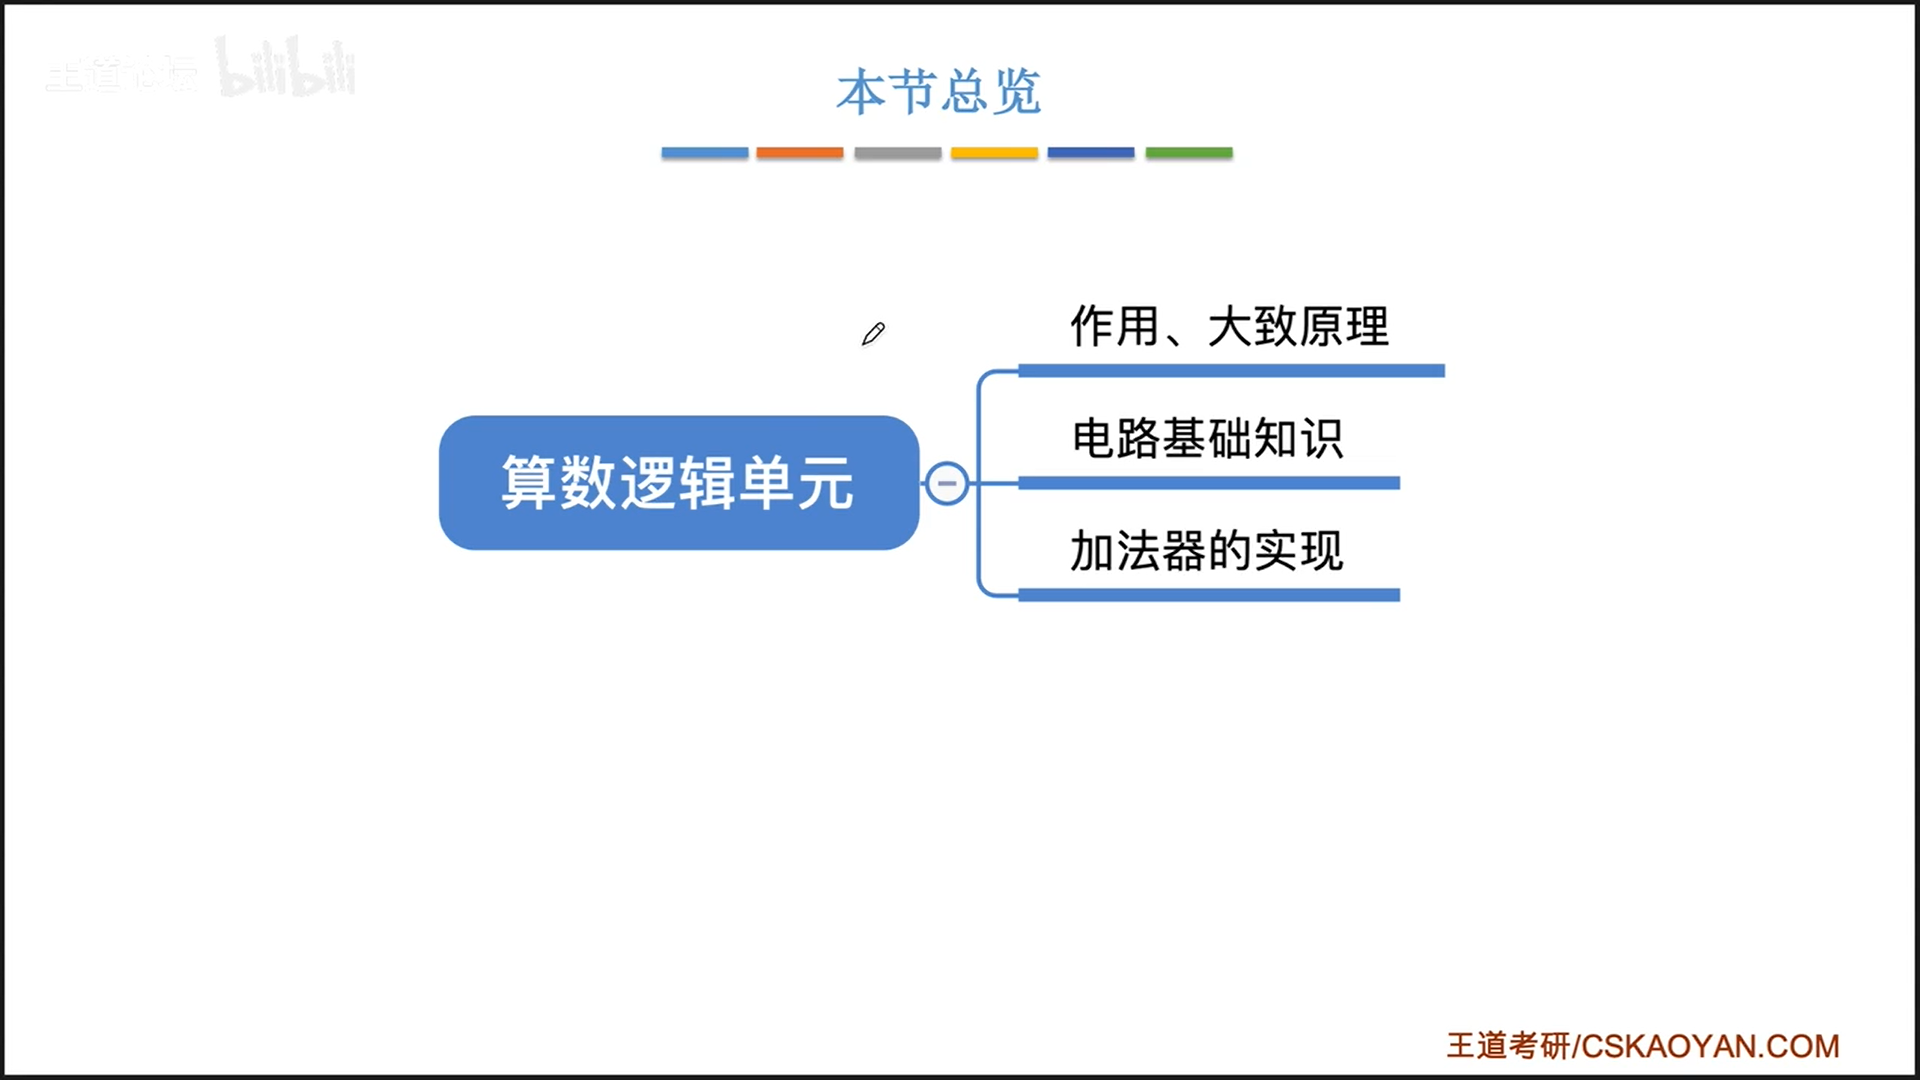 王道论坛 bilibili
本节总览
作用、大致原理
电路基础知识
算数逻辑单元
加法器的实现
王道考研/CSKAOYAN.COM